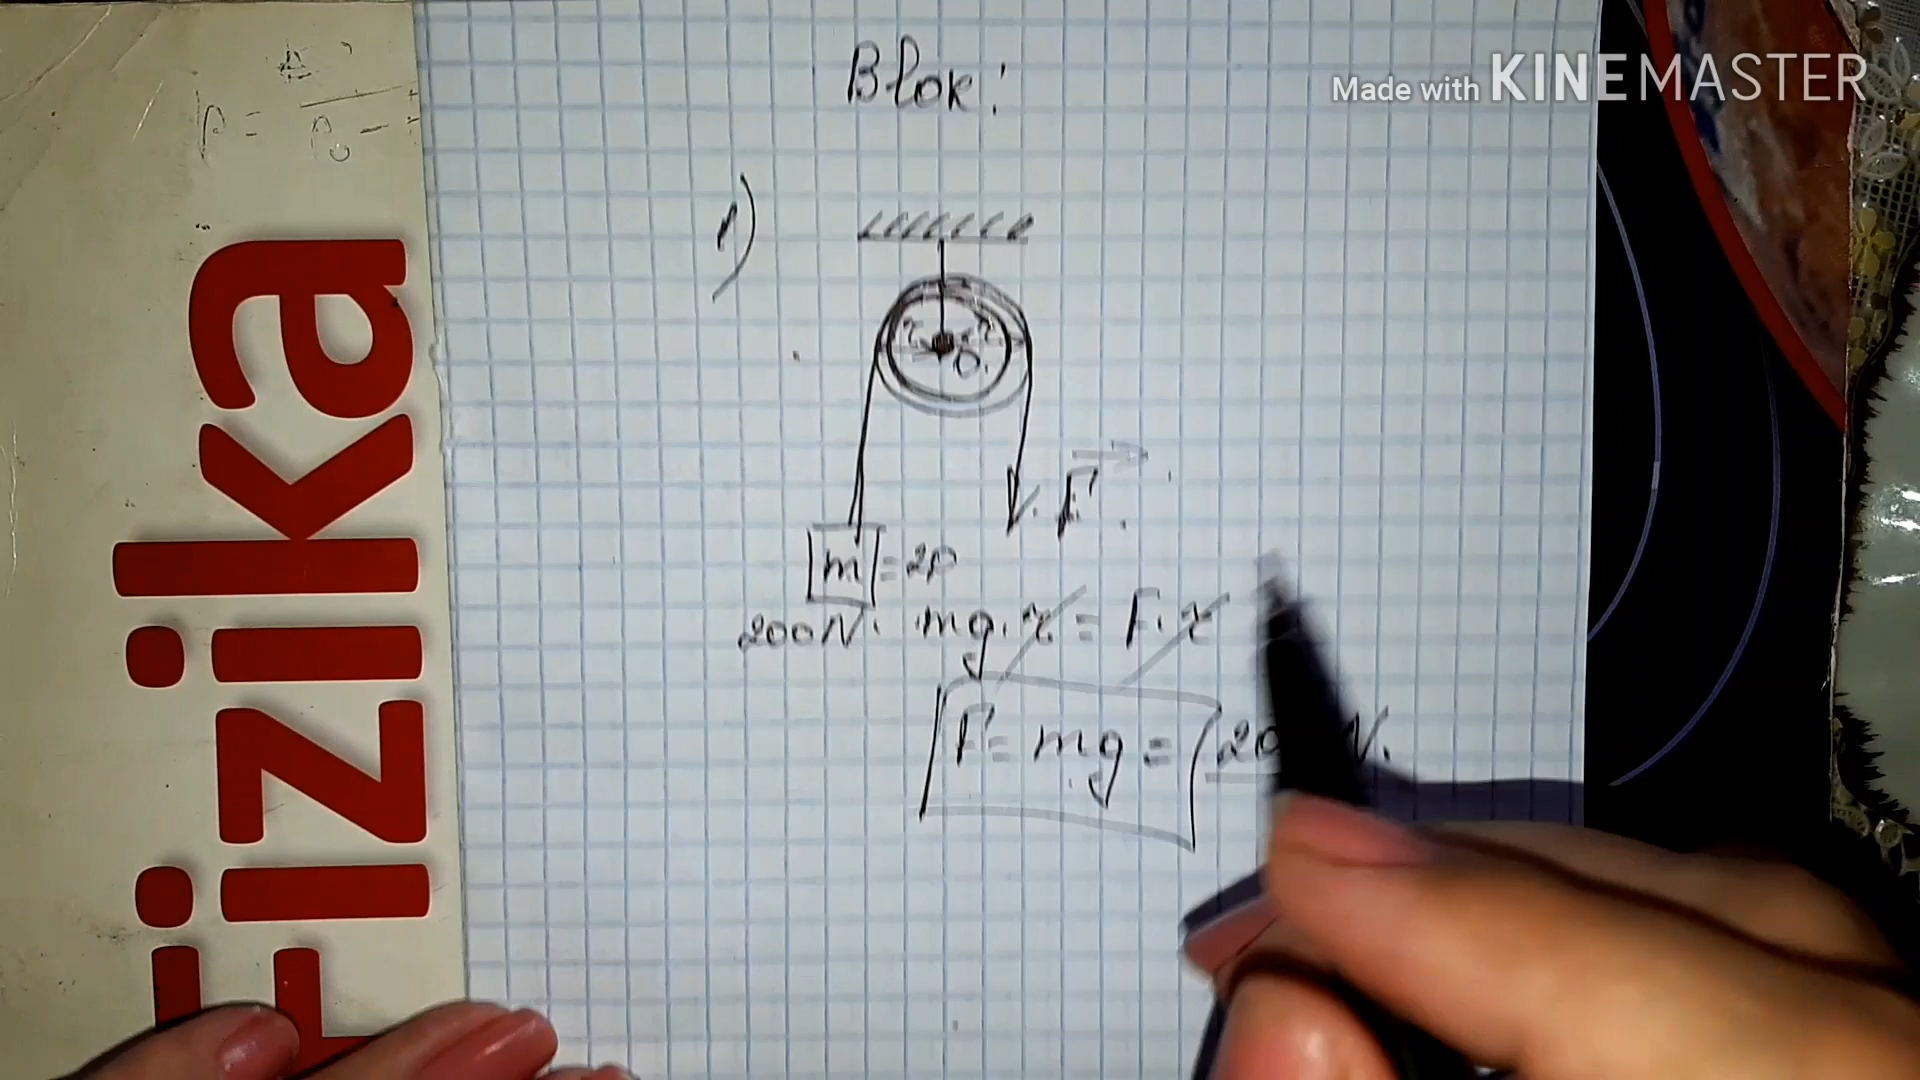 Made with KINEMASTER
Fizika
Blok:
1)
r r
O.
F
m = 20
200N. mg·r = F·r
F = mg =
N.